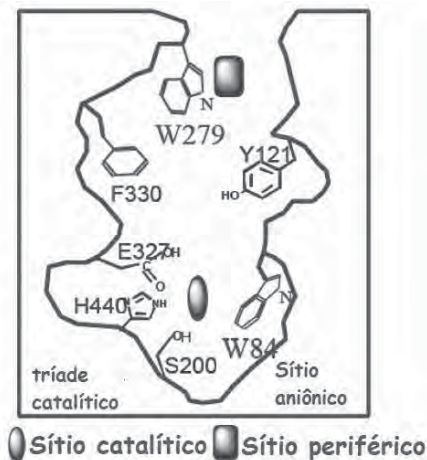 N
W279
Y121
HO
F330
E327
C
OH
O
H440
N
NH
N
W84
OH
S200
tríade
catalítico
Sítio
aniônico
Sítio catalítico
Sítio periférico